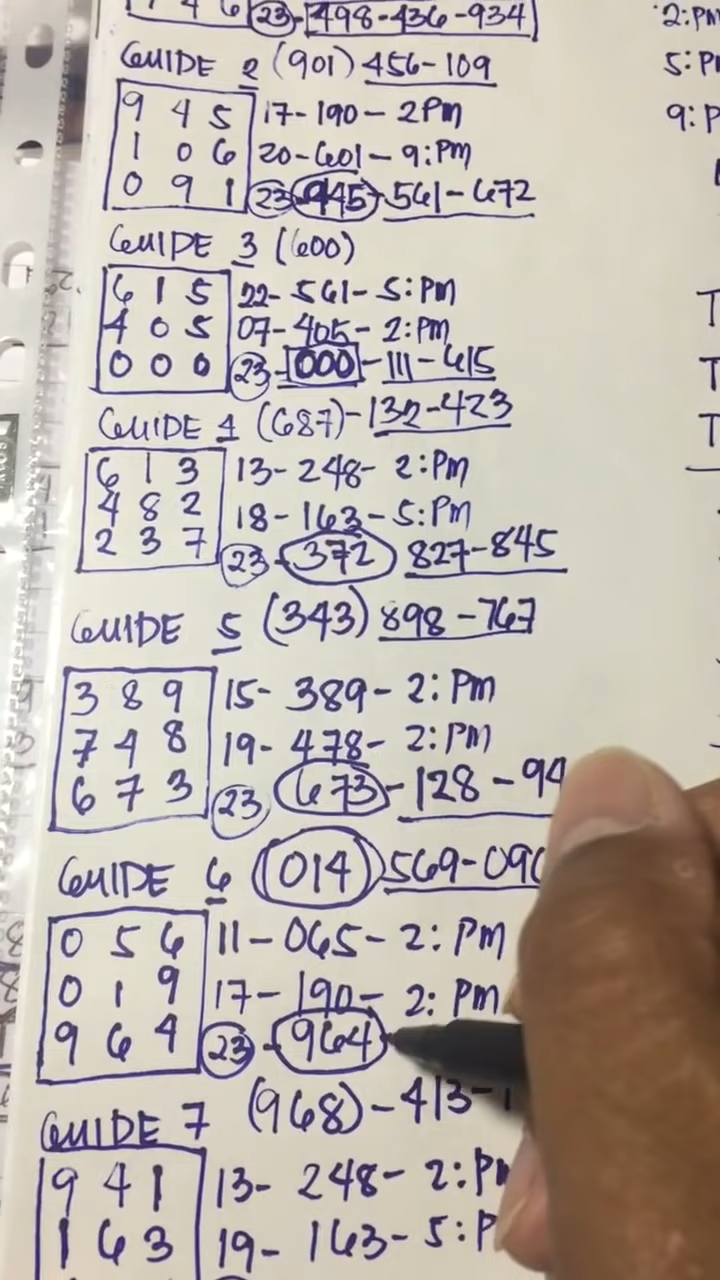 23-498-436-934
GUIDE 2 (901) 456-109
9 4 5 17-190-2PM
1 0 6 20-601-9:PM
0 9 1 23-945-561-672
GUIDE 3 (600)
6 1 5 22-561-5:PM
4 0 5 07-405-2:PM
0 0 0 23-000-111-615
GUIDE 4 (687)-132-423
6 1 3 13-248-2:PM
4 8 2 18-163-5:PM
2 3 7 23-372 827-845
GUIDE 5 (343) 898-767
3 8 9 15-389-2:PM
7 4 8 19-478-2:PM
6 7 3 23 673-128-94
GUIDE 6 (014) 569-090
0 5 6 11-065-2:PM
0 1 9 17-190-2:PM
9 6 4 23-964
GUIDE 7 (968)-413-
9 4 1 13-248-2:P
1 6 3 19-163-5:P
2:PM
5:P
9:P
T
T
T